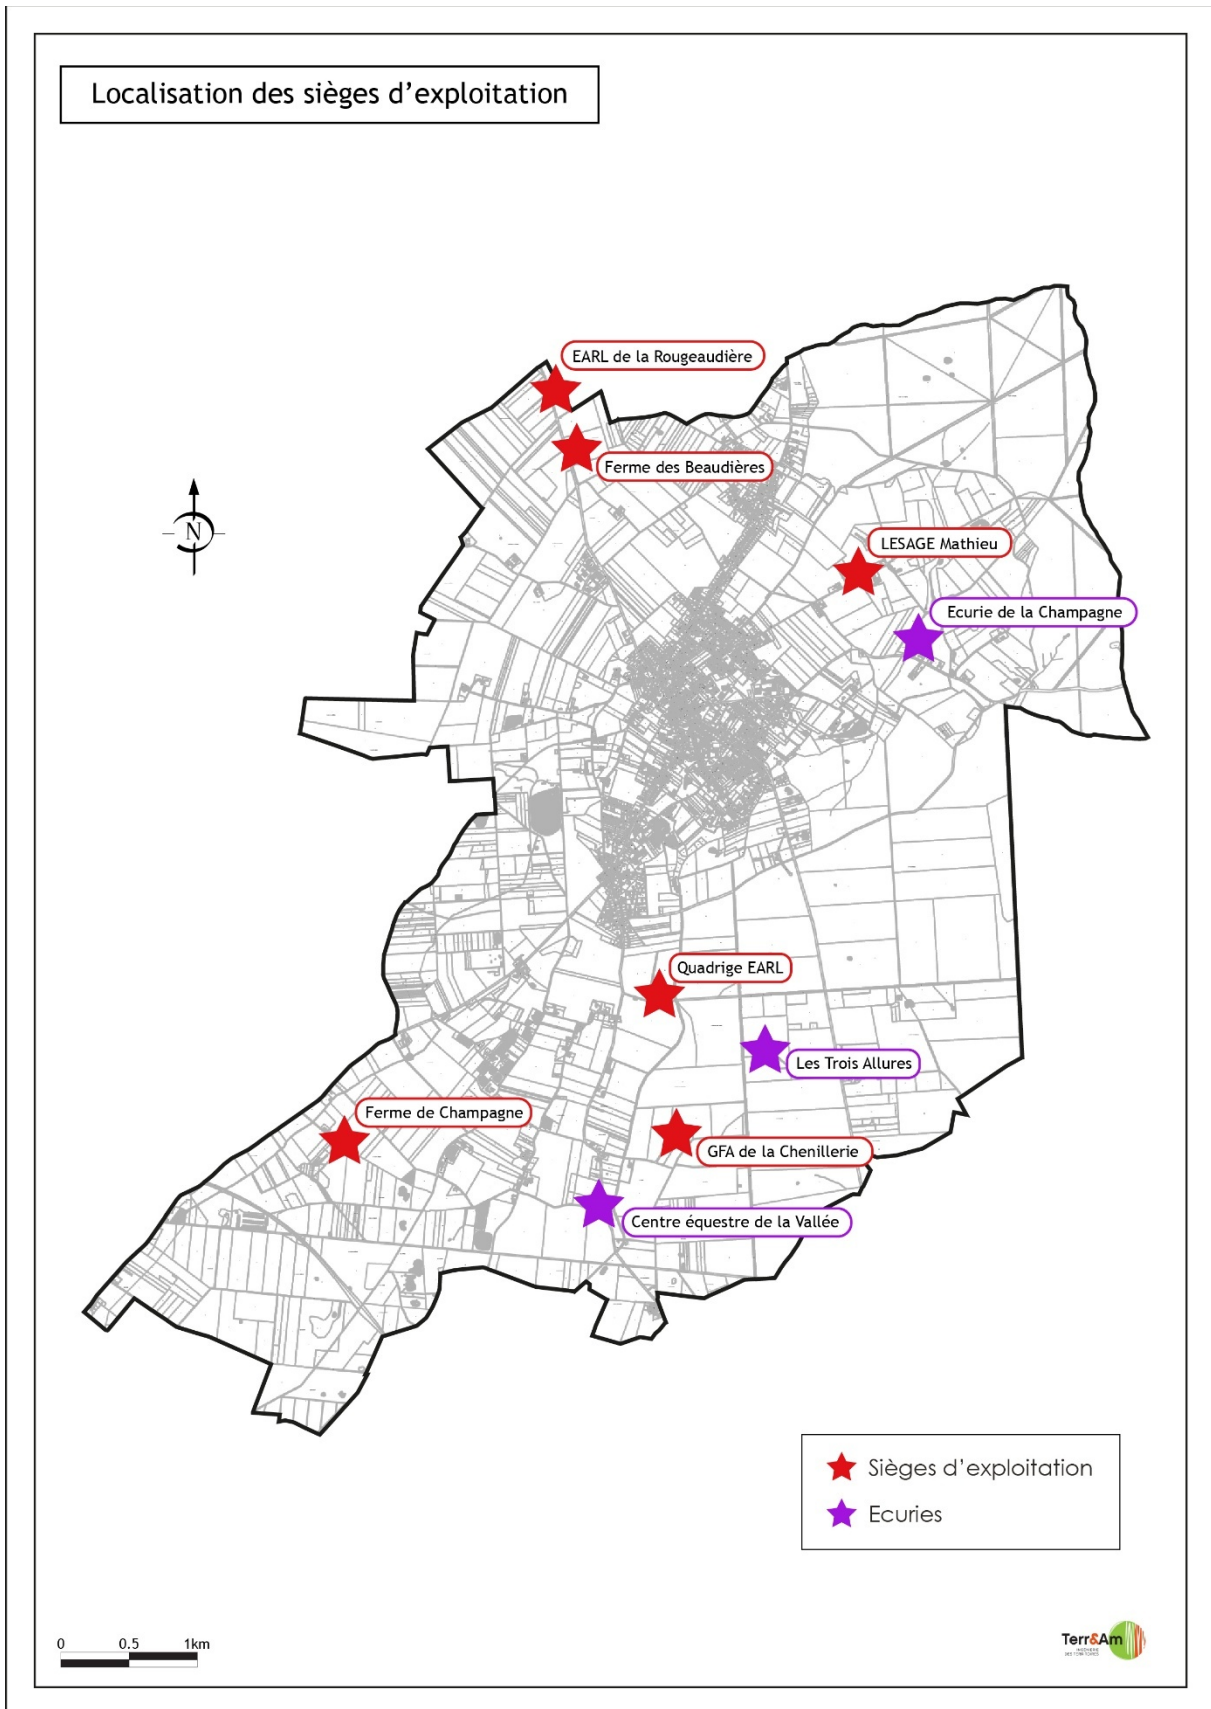 Localisation des sièges d'exploitation
EARL de la Rougeaudière
Ferme des Beaudières
N
LESAGE Mathieu
Ecurie de la Champagne
Quadrige EARL
Les Trois Allures
Ferme de Champagne
GFA de la Chenillerie
Centre équestre de la Vallée
Sièges d'exploitation
Ecuries
0 0.5 1km
Terr&Am